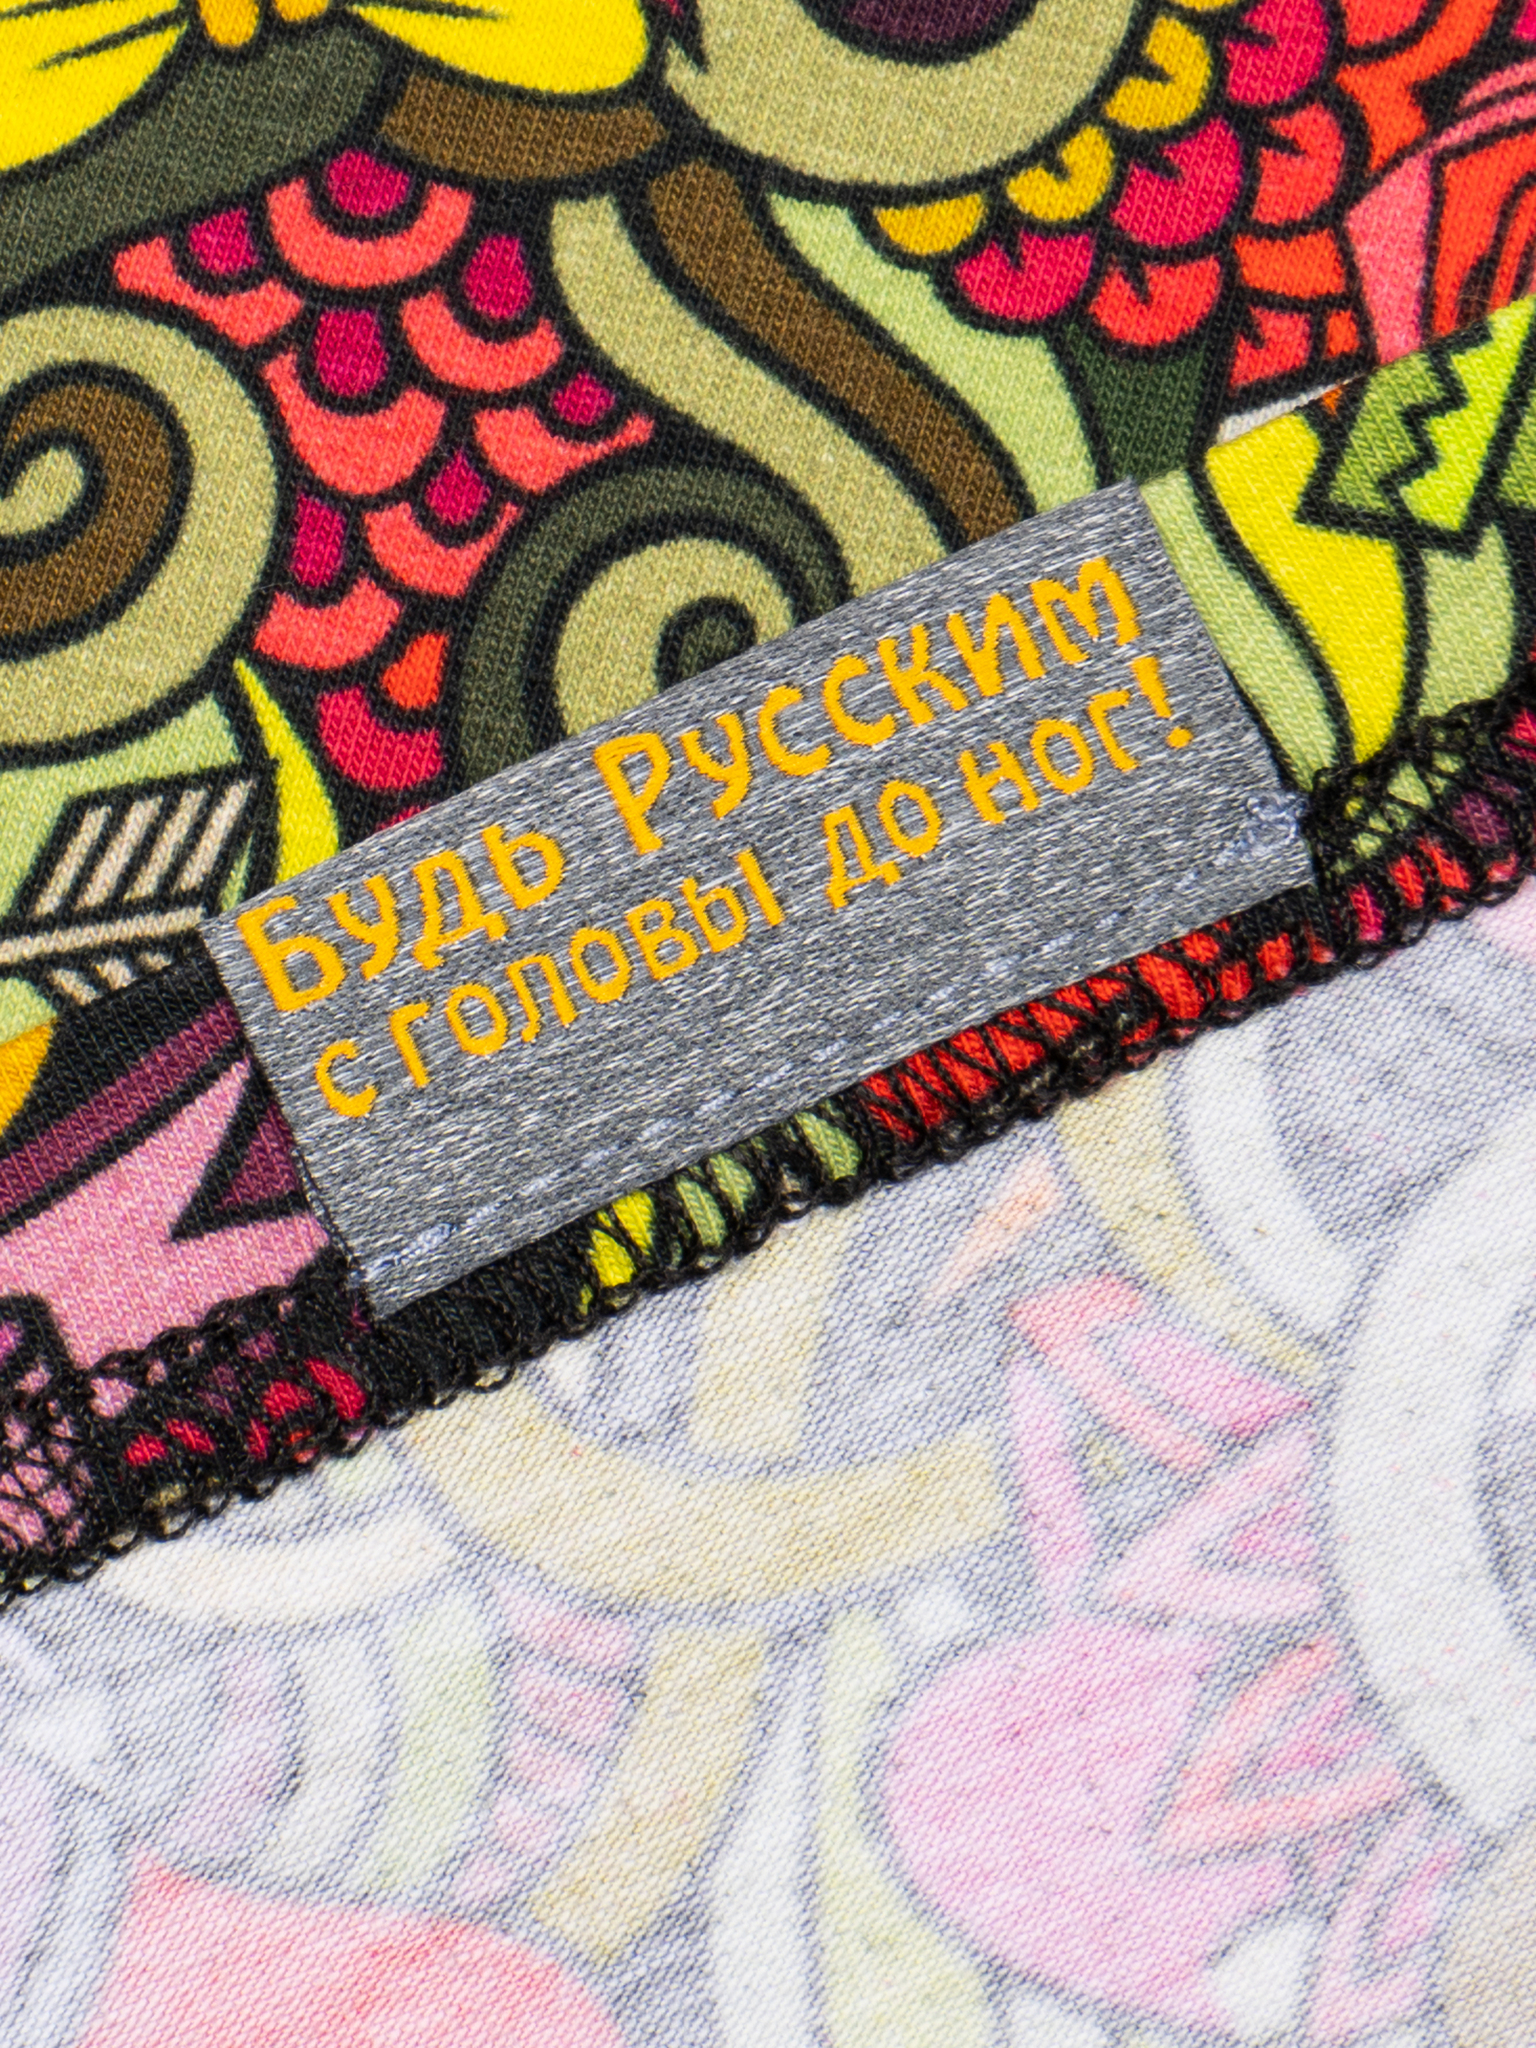 Будь Русским
с головы до ног!